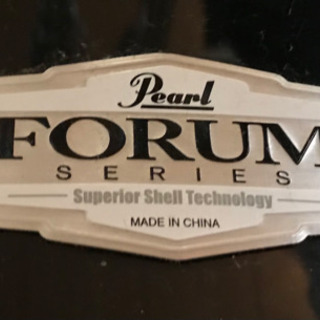 Pearl
FORUM
SERIES
Superior Shell Technology
MADE IN CHINA